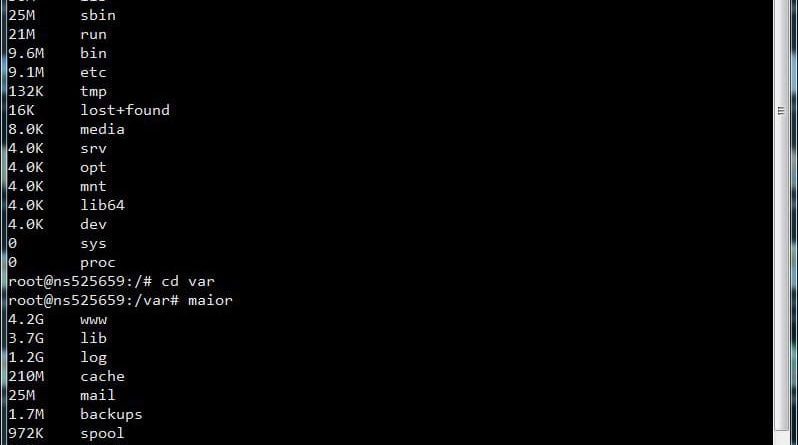 25M     sbin
21M     run
9.6M    bin
9.1M    etc
132K    tmp
16K     lost+found
8.0K    media
4.0K    srv
4.0K    opt
4.0K    mnt
4.0K    lib64
4.0K    dev
0       sys
0       proc
root@ns525659:/# cd var
root@ns525659:/var# maior
4.2G    www
3.7G    lib
1.2G    log
210M    cache
25M     mail
1.7M    backups
972K    spool